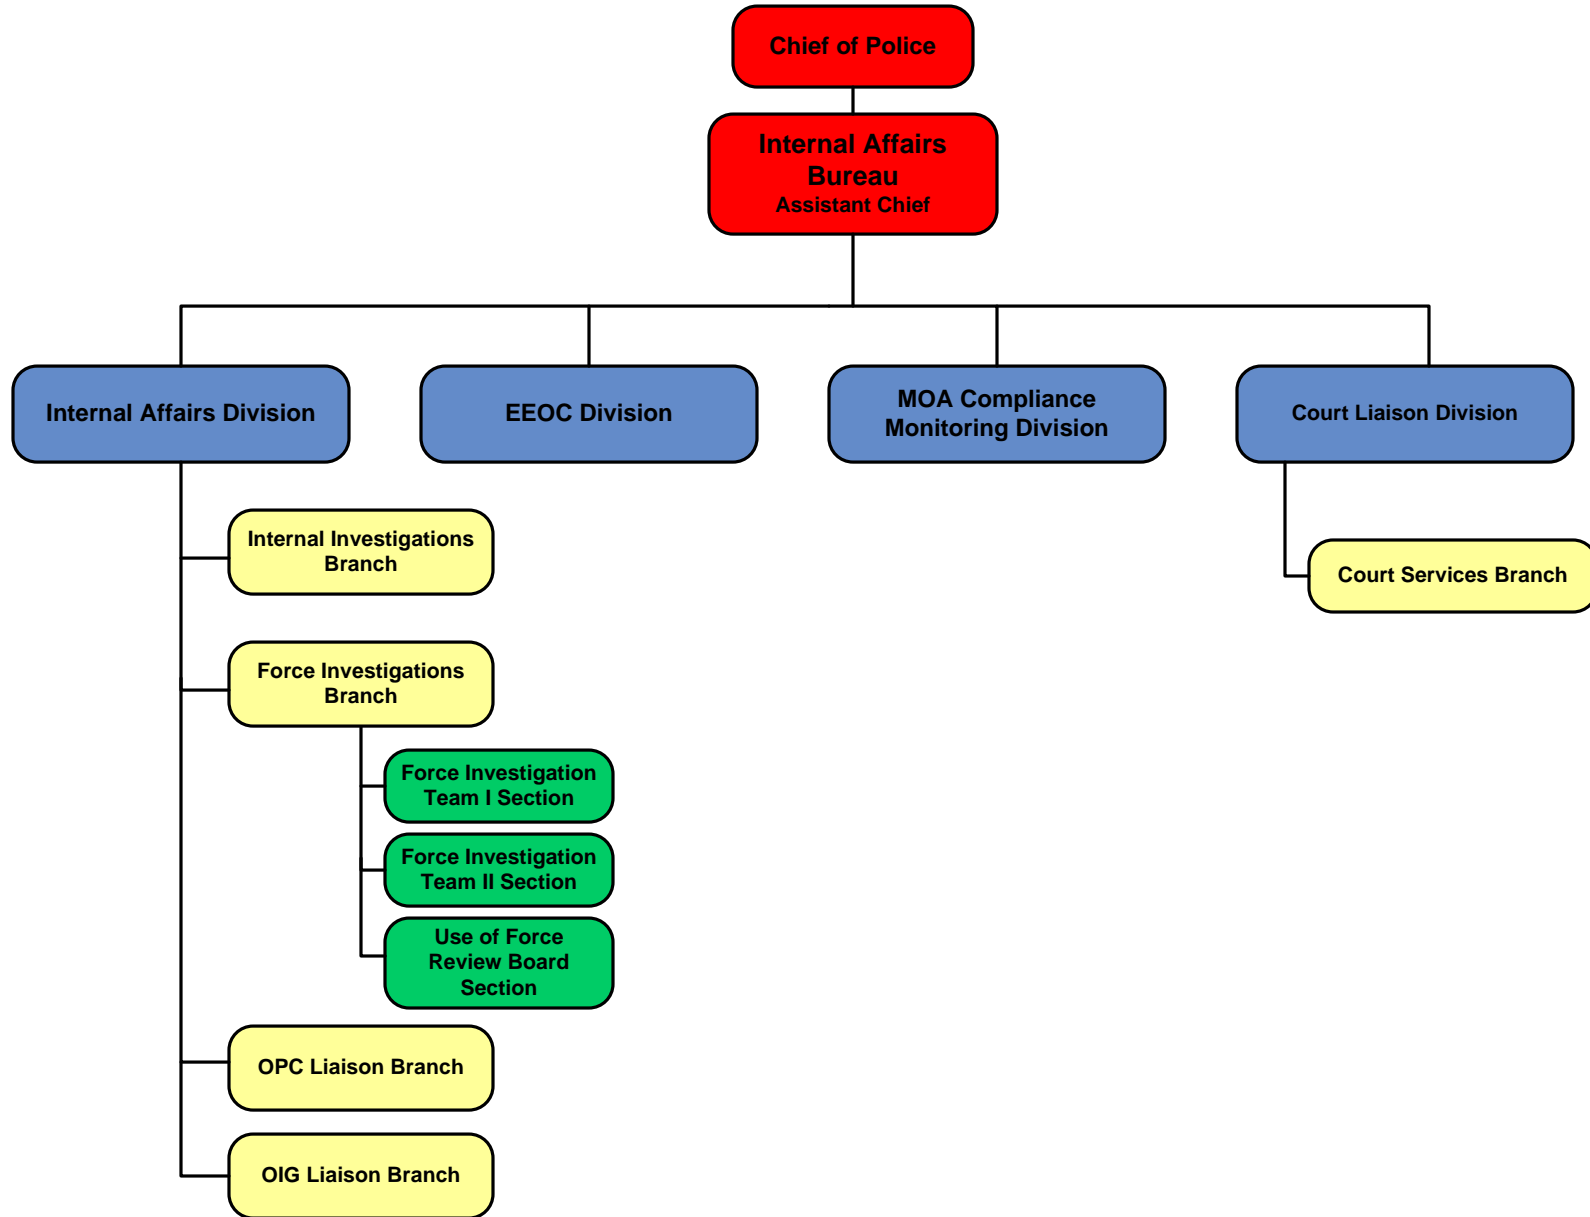 Chief of Police
Internal Affairs
Bureau
Assistant Chief
Internal Affairs Division
EEOC Division
MOA Compliance
Monitoring Division
Court Liaison Division
Internal Investigations
Branch
Court Services Branch
Force Investigations
Branch
Force Investigation
Team I Section
Force Investigation
Team II Section
Use of Force
Review Board
Section
OPC Liaison Branch
OIG Liaison Branch